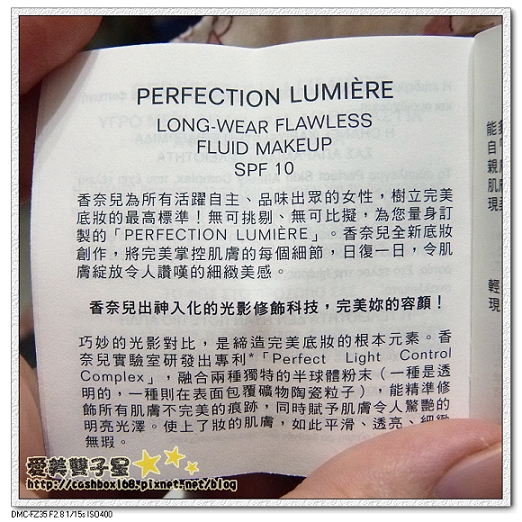 PERFECTION LUMIÈRE
LONG-WEAR FLAWLESS
FLUID MAKEUP
SPF 10
香奈兒為所有活躍自主、品味出眾的女性，樹立完美
底妝的最高標準！無可挑剔、無可比擬，為您量身訂
製的「PERFECTION LUMIÈRE」。香奈兒全新底妝
創作，將完美掌控肌膚的每個細節，日復一日，令肌
膚綻放令人讚嘆的細緻美感。
香奈兒出神入化的光影修飾科技，完美妳的容顏！
巧妙的光影對比，是締造完美底妝的根本元素。香
奈兒實驗室研發出專利*「Perfect Light Control
Complex」，融合兩種獨特的半球體粉末（一種是透
明的，一種則在表面包覆礦物陶瓷粒子），能精準修
飾所有肌膚不完美的痕跡，同時賦予肌膚令人驚艷的
明亮光澤。使上了妝的肌膚，如此平滑、透亮、細緻
無瑕。
能
自
親
肌
現
輕
現
愛美雙子星
http://cashbox168.pixnet.net/blog
DMC-FZ35 F2.8 1/15s ISO400